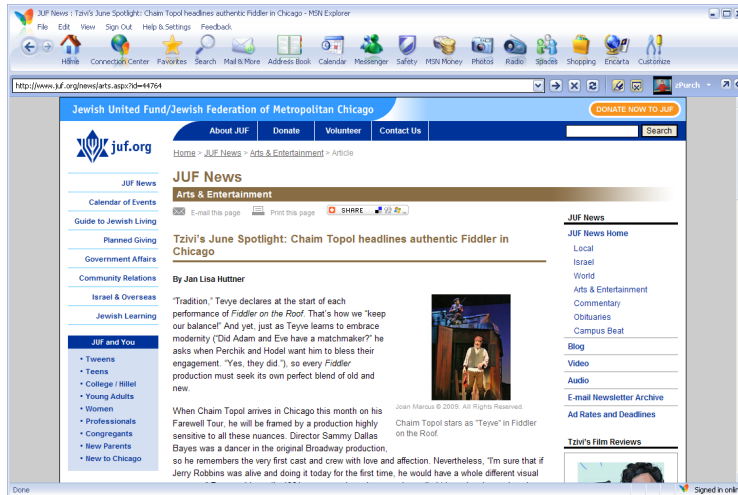 JUF News : Tzivi's June Spotlight: Chaim Topol headlines authentic Fiddler in Chicago - MSN Explorer
File Edit View Sign Out Help & Settings Feedback
Home Connection Center Favorites Search Mail & More Address Book Calendar Messenger Safety MSN Money Photos Radio Spaces Shopping Encarta Customize
http://www.juf.org/news/arts.aspx?id=44764
zPurch
Jewish United Fund/Jewish Federation of Metropolitan Chicago
DONATE NOW TO JUF
About JUF Donate Volunteer Contact Us
Search
juf.org
Home > JUF News > Arts & Entertainment > Article
JUF News
Calendar of Events
Guide to Jewish Living
Planned Giving
Government Affairs
Community Relations
Israel & Overseas
Jewish Learning
JUF and You
• Tweens
• Teens
• College / Hillel
• Young Adults
• Women
• Professionals
• Congregants
• New Parents
• New to Chicago
JUF News
Arts & Entertainment
E-mail this page Print this page SHARE
Tzivi's June Spotlight: Chaim Topol headlines authentic Fiddler in
Chicago
By Jan Lisa Huttner
"Tradition," Tevye declares at the start of each
performance of Fiddler on the Roof. That's how we "keep
our balance!" And yet, just as Tevye learns to embrace
modernity ("Did Adam and Eve have a matchmaker?" he
asks when Perchik and Hodel want him to bless their
engagement. "Yes, they did."), so every Fiddler
production must seek its own perfect blend of old and
new.
Joan Marcus © 2009. All Rights Reserved.
Chaim Topol stars as "Teyve" in Fiddler
on the Roof.
When Chaim Topol arrives in Chicago this month on his
Farewell Tour, he will be framed by a production highly
sensitive to all these nuances. Director Sammy Dallas
Bayes was a dancer in the original Broadway production,
so he remembers the very first cast and crew with love and affection. Nevertheless, "I'm sure that if
Jerry Robbins was alive and doing it today for the first time, he would have a whole different visual
JUF News
JUF News Home
Local
Israel
World
Arts & Entertainment
Commentary
Obituaries
Campus Beat
Blog
Video
Audio
E-mail Newsletter Archive
Ad Rates and Deadlines
Tzivi's Film Reviews
Done
Signed in